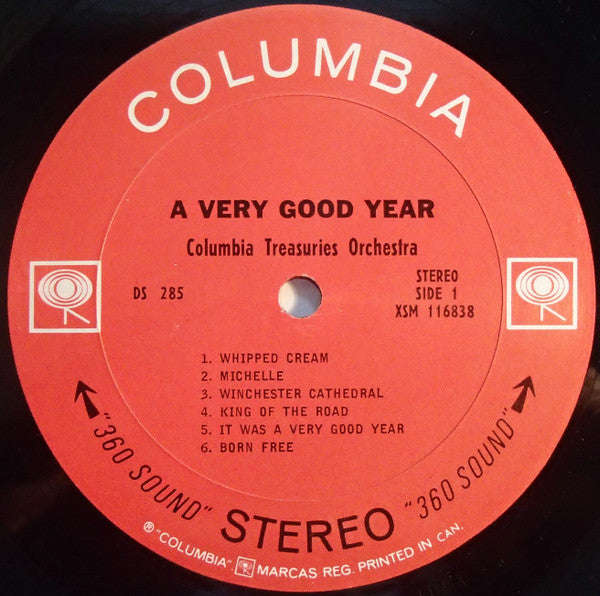 COLUMBIA
A VERY GOOD YEAR
Columbia Treasuries Orchestra
DS 285
STEREO
SIDE 1
XSM 116838
1. WHIPPED CREAM
2. MICHELLE
3. WINCHESTER CATHEDRAL
4. KING OF THE ROAD
5. IT WAS A VERY GOOD YEAR
6. BORN FREE
"360 SOUND" STEREO "360 SOUND"
® "COLUMBIA", MARCAS REG. PRINTED IN CAN.